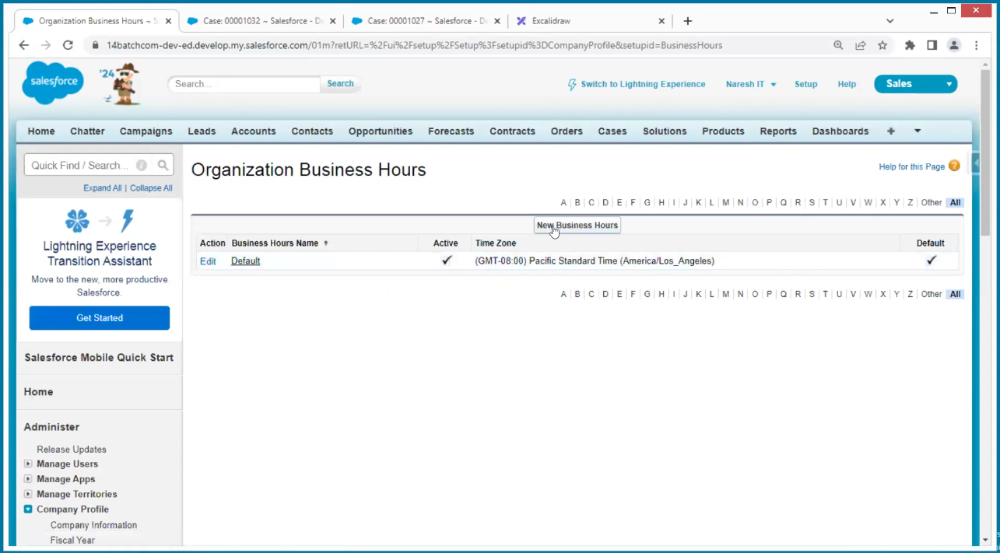 Organization Business Hours ~ S
Case: 00001032 ~ Salesforce - De
Case: 00001027 ~ Salesforce - De
Excalidraw
14batchcom-dev-ed.develop.my.salesforce.com/01m?retURL=%2Fui%2Fsetup%2FSetup%3Fsetupid%3DCompanyProfile&setupid=BusinessHours
salesforce
'24
Search...
Search
Switch to Lightning Experience
Naresh IT
Setup
Help
Sales
Home Chatter Campaigns Leads Accounts Contacts Opportunities Forecasts Contracts Orders Cases Solutions Products Reports Dashboards +
Quick Find / Search...
Expand All | Collapse All
Lightning Experience
Transition Assistant
Move to the new, more productive
Salesforce.
Get Started
Salesforce Mobile Quick Start
Home
Administer
Release Updates
Manage Users
Manage Apps
Manage Territories
Company Profile
Company Information
Fiscal Year
Organization Business Hours
Help for this Page ?
A | B | C | D | E | F | G | H | I | J | K | L | M | N | O | P | Q | R | S | T | U | V | W | X | Y | Z | Other | All
New Business Hours
Action Business Hours Name Active Time Zone Default
Edit Default (GMT-08:00) Pacific Standard Time (America/Los_Angeles)
A | B | C | D | E | F | G | H | I | J | K | L | M | N | O | P | Q | R | S | T | U | V | W | X | Y | Z | Other | All